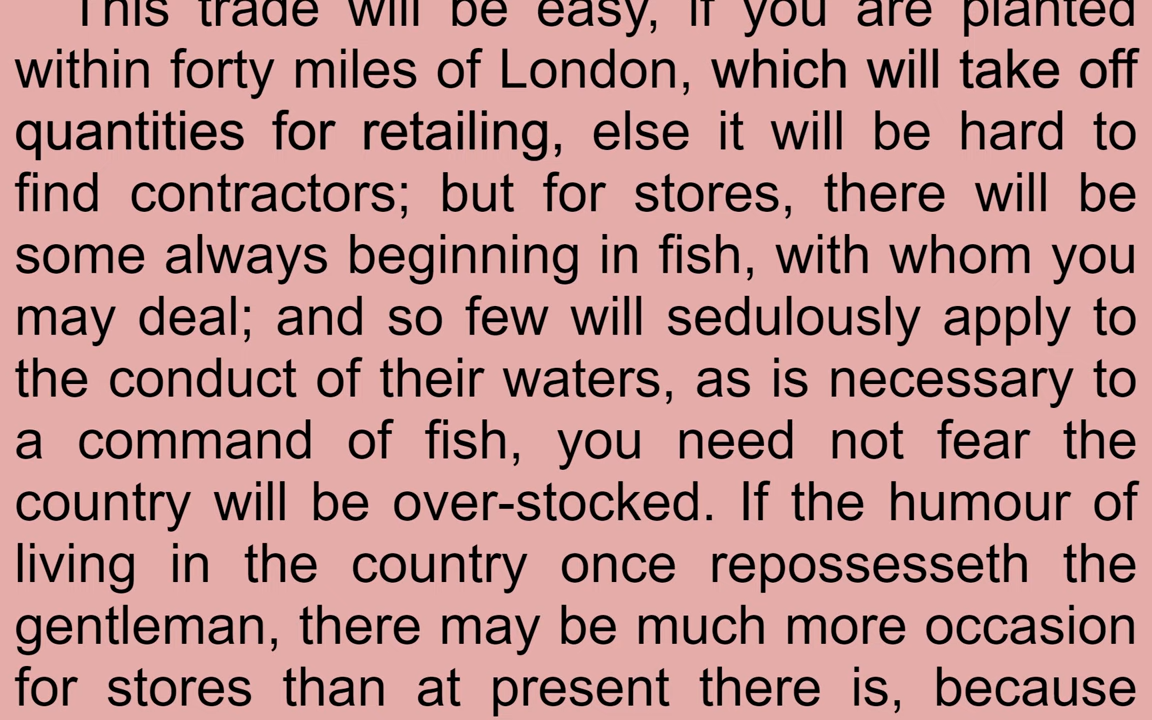 This trade will be easy, if you are planted
within forty miles of London, which will take off
quantities for retailing, else it will be hard to
find contractors; but for stores, there will be
some always beginning in fish, with whom you
may deal; and so few will sedulously apply to
the conduct of their waters, as is necessary to
a command of fish, you need not fear the
country will be over-stocked. If the humour of
living in the country once repossesseth the
gentleman, there may be much more occasion
for stores than at present there is, because